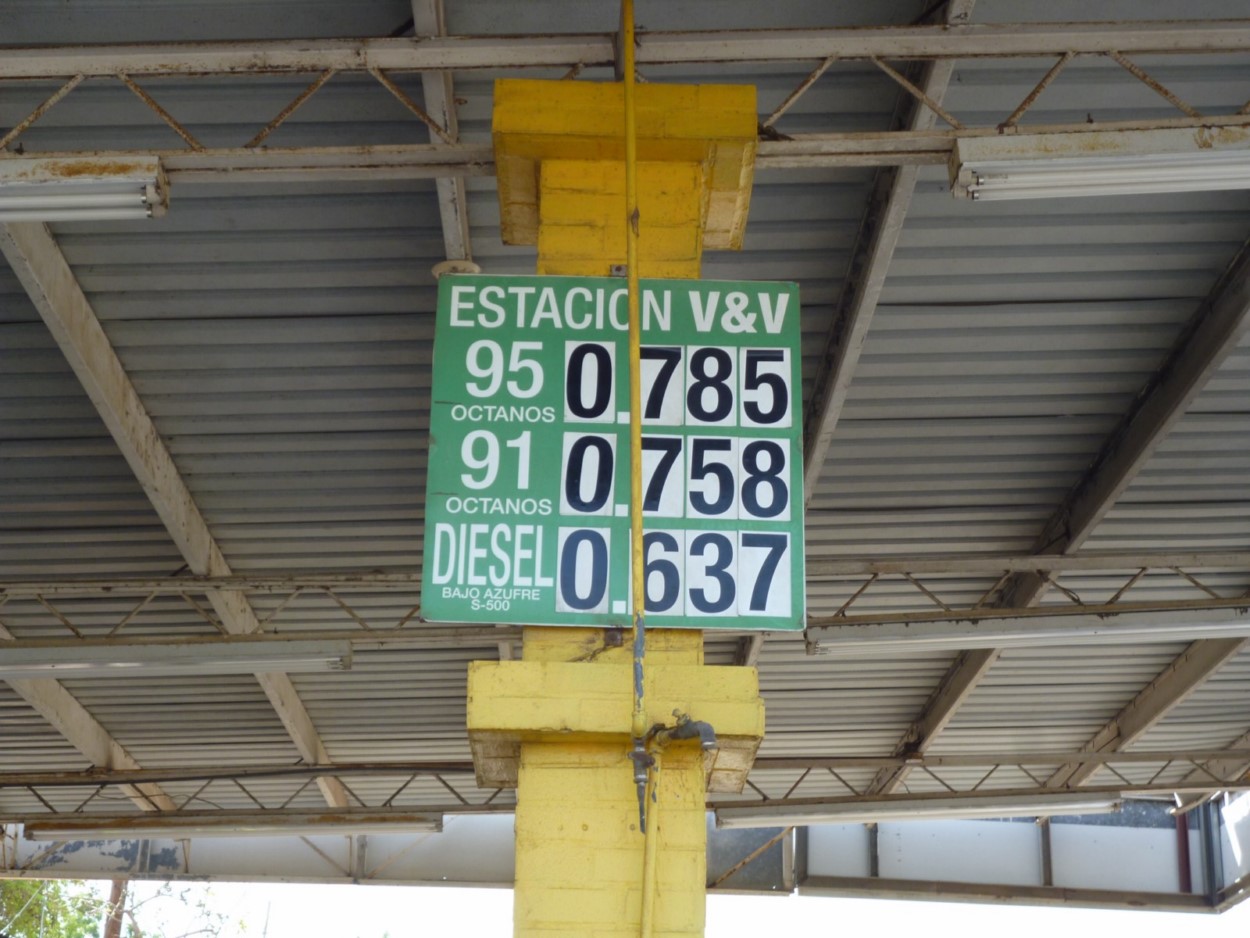 ESTACION V&V
95 0.785
OCTANOS
91 0.758
OCTANOS
DIESEL 0.637
BAJO AZUFRE
S-500